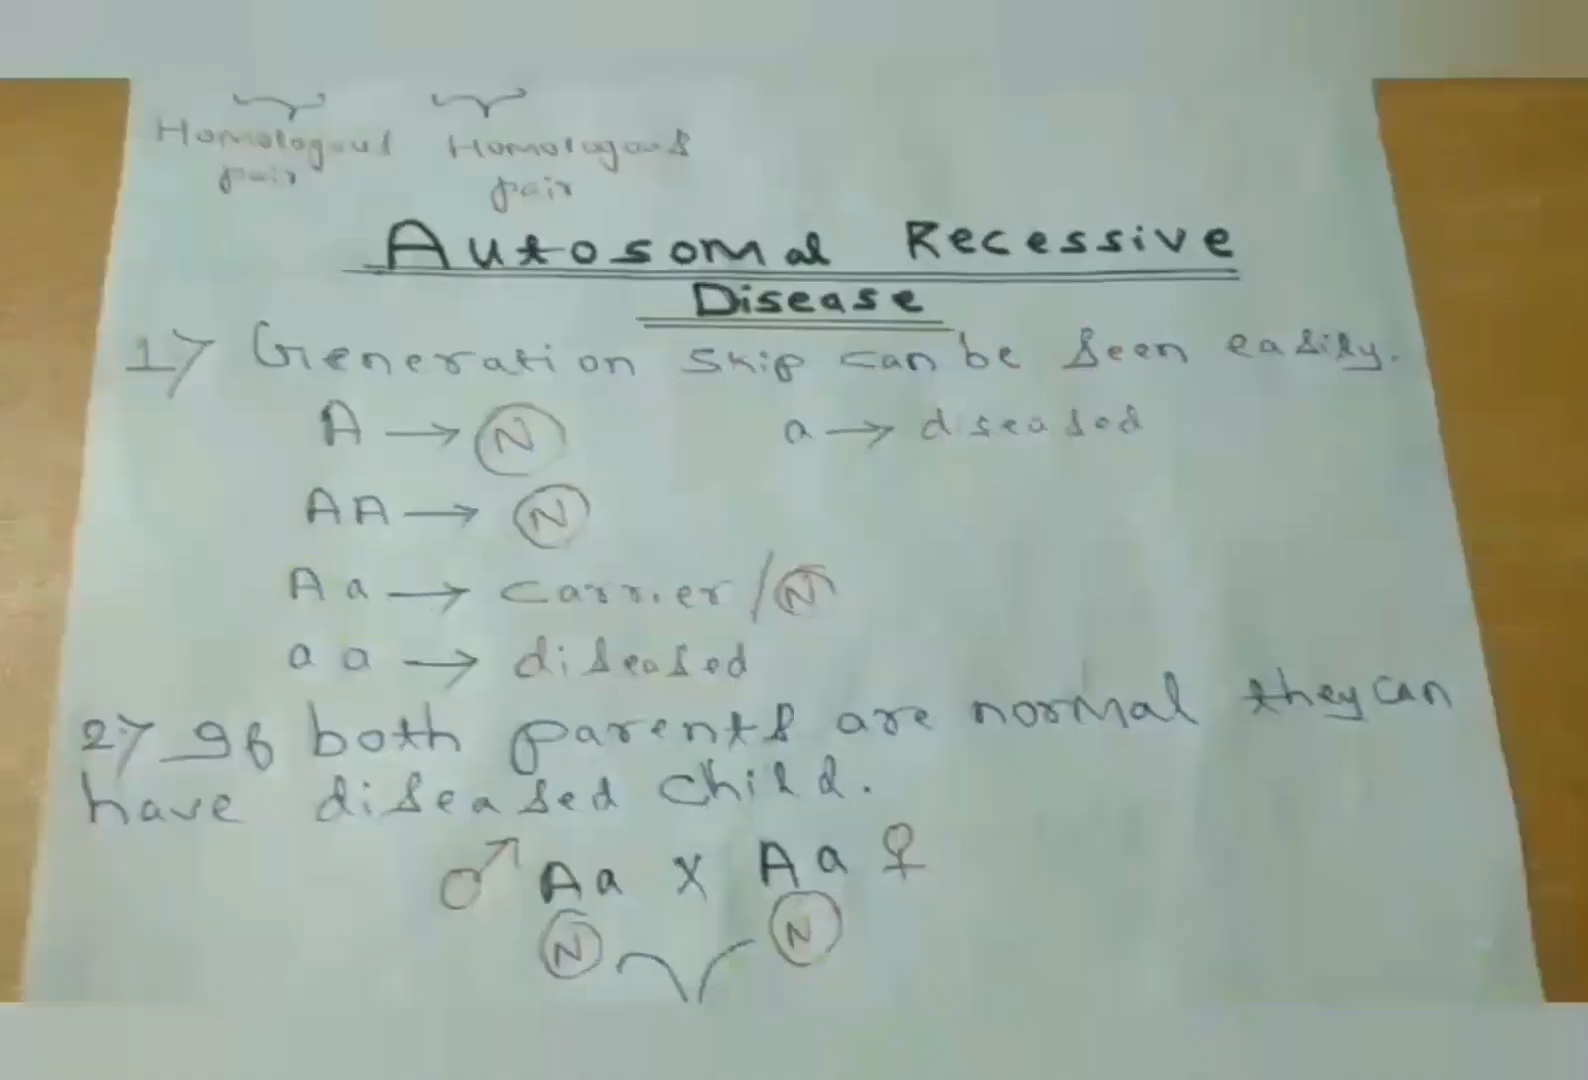 Homologous Homologous
pair pair
Autosomal Recessive
Disease
1> Generation skip can be seen easily.
A → N a → diseased
AA → N
Aa → carrier / N
aa → diseased
2> If both parents are normal they can
have diseased child.
♂ Aa X Aa ♀
N N